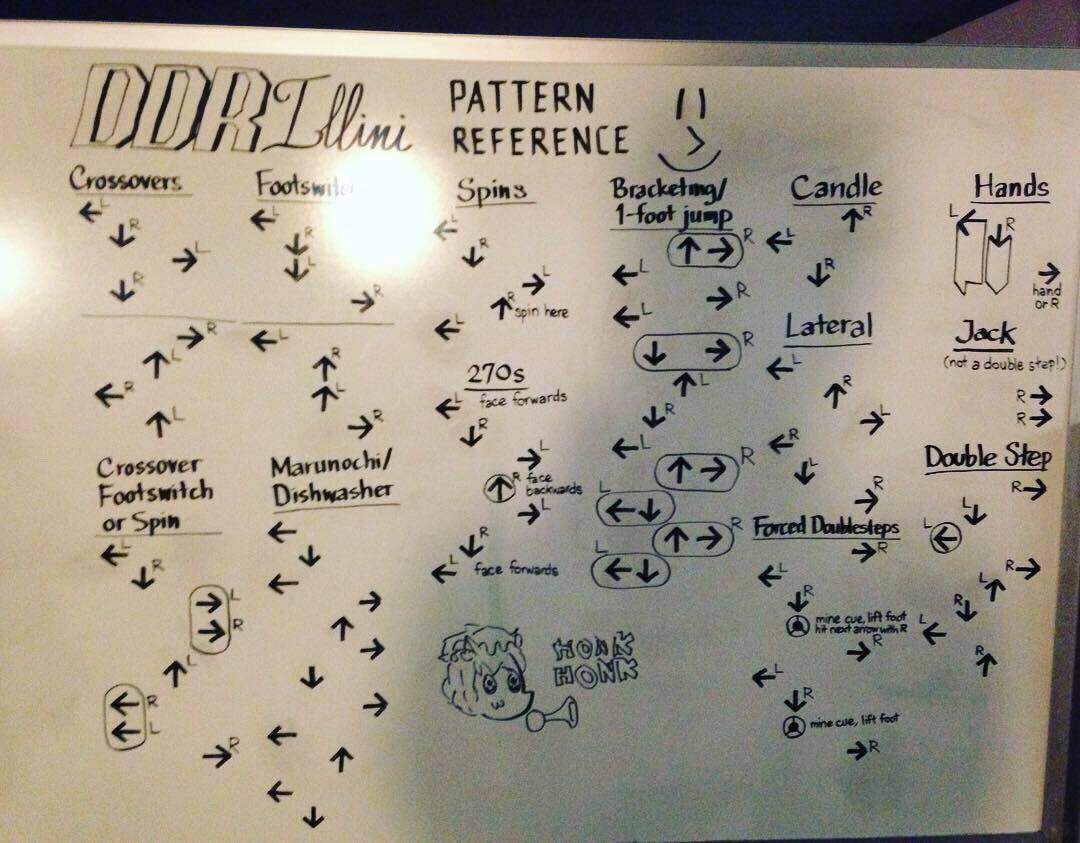 DDR Illini
PATTERN
REFERENCE
Crossovers
L
R
L
R
R
L
R
L
Crossover
Footswitch
or Spin
L
R
L
R
L
R
L
R
Footswit
L
R
L
R
L
R
L
R
Marunochi/
Dishwasher
Spins
L
R
L
R
spin here
L
270s
L face forwards
R
L
R face
backwards
L
R
L face forwards
HONK
HONK
Bracketing/
1-foot jump
R
L
R
L
R
L
R
L
R
L
R
L
Candle
R
L
R
Lateral
L
R
L
R
L
R
Forced Doublesteps
R
L
R
mine cue, lift foot
hit next arrow with R
R
L
R
mine cue, lift foot
R
Hands
L R
hand
or R
Jack
(not a double step!)
R
R
Double Step
R
L
L
R
L
R
L
R